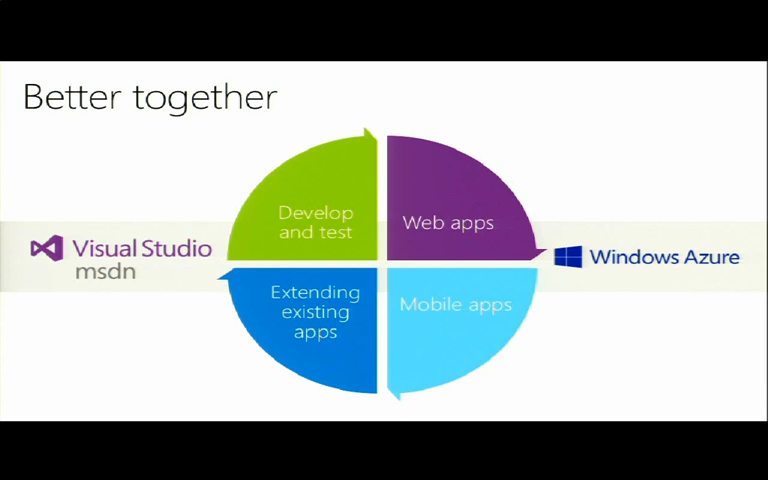 Better together
Develop
and test
Web apps
Visual Studio
msdn
Windows Azure
Extending
existing
apps
Mobile apps